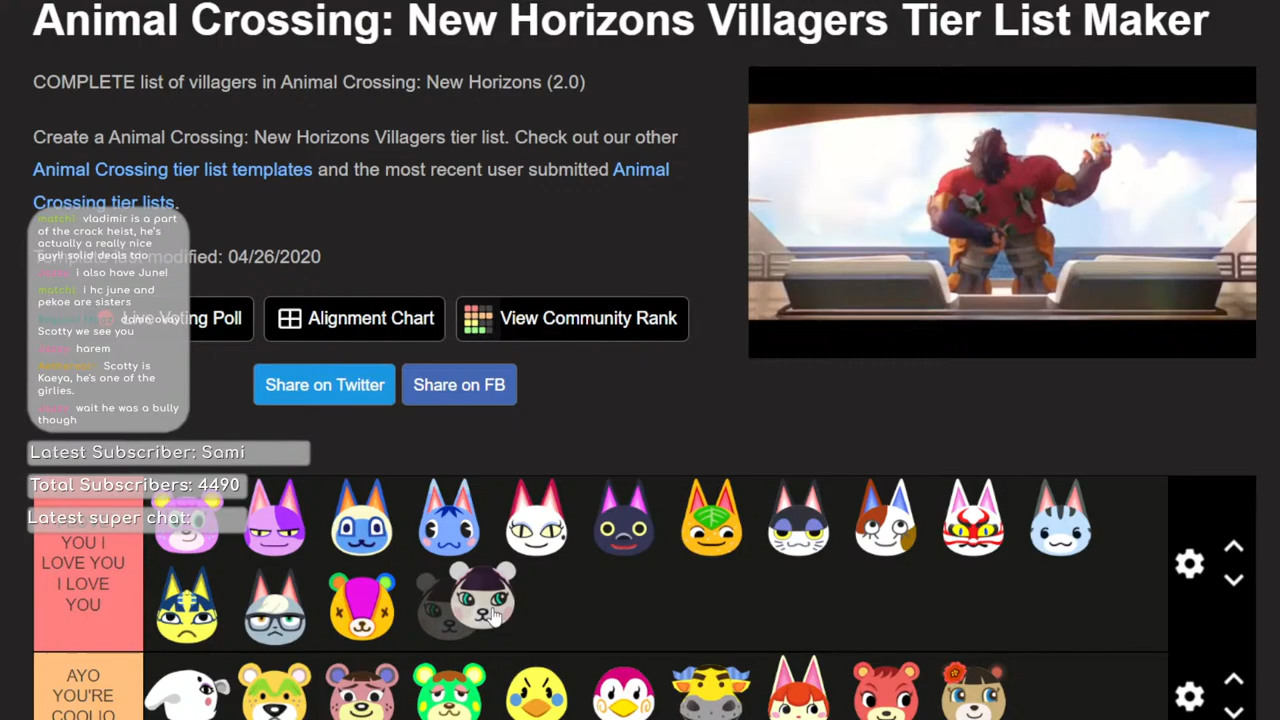 Animal Crossing: New Horizons Villagers Tier List Maker
COMPLETE list of villagers in Animal Crossing: New Horizons (2.0)
Create a Animal Crossing: New Horizons Villagers tier list. Check out our other
Animal Crossing tier list templates and the most recent user submitted Animal
Crossing tier lists.
modified: 04/26/2020
matchi vladimir is a part
of the crack heist, he's
actually a really nice
guy!! solid deals too
i also have June!
matchi i hc june and
pekoe are sisters
damn okay
Scotty we see you
harem
Scotty is
Kaeya, he's one of the
girlies.
wait he was a bully
though
Live Voting Poll
Alignment Chart
View Community Rank
Share on Twitter
Share on FB
Latest Subscriber: Sami
Total Subscribers: 4490
Latest super chat:
YOU I
LOVE YOU
I LOVE
YOU
AYO
YOU'RE
COOLIO